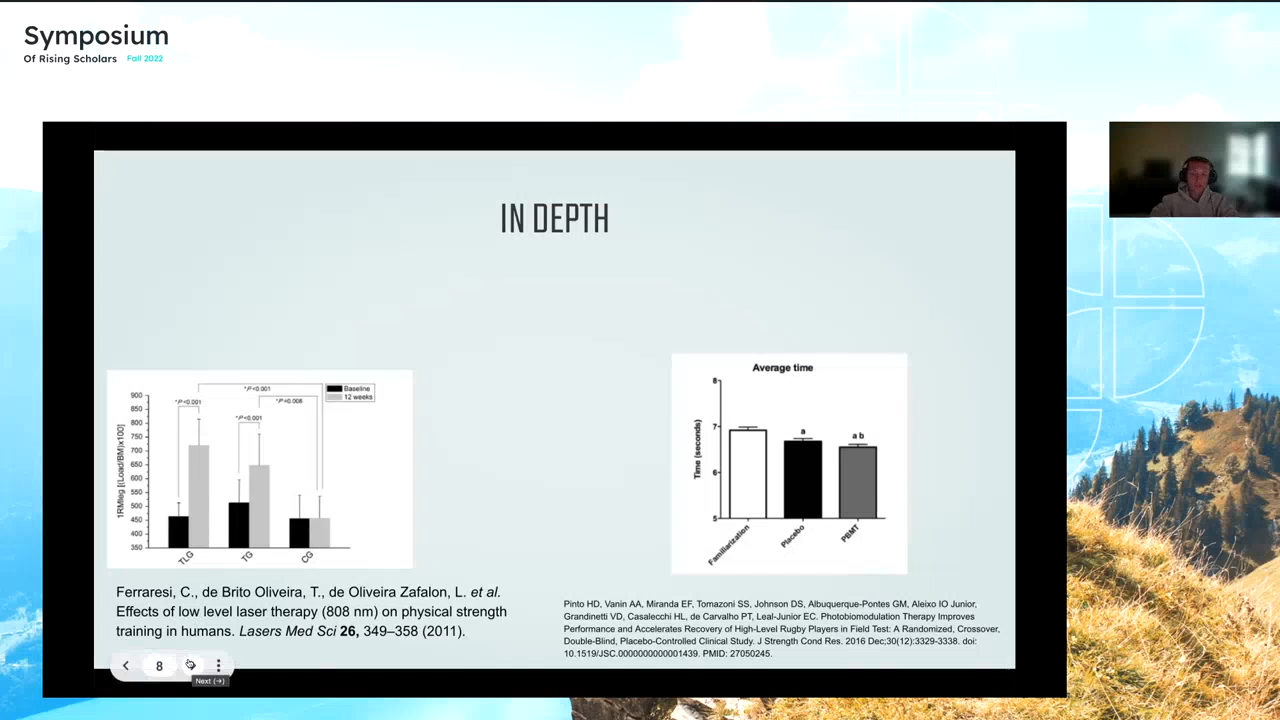 Symposium
Of Rising Scholars Fall 2022
IN DEPTH
*P<0.001
Baseline
12 weeks
*P<0.008
*P<0.001
*P<0.001
900
850
800
750
700
650
600
550
500
450
400
350
1RMleg [(Load/BM)x100]
TLG
TG
CG
Average time
8
7
6
5
Time (seconds)
a
a b
Familiarization
Placebo
PBMT
Ferraresi, C., de Brito Oliveira, T., de Oliveira Zafalon, L. et al.
Effects of low level laser therapy (808 nm) on physical strength
training in humans. Lasers Med Sci 26, 349–358 (2011).
Pinto HD, Vanin AA, Miranda EF, Tomazoni SS, Johnson DS, Albuquerque-Pontes GM, Aleixo IO Junior,
Grandinetti VD, Casalecchi HL, de Carvalho PT, Leal-Junior EC. Photobiomodulation Therapy Improves
Performance and Accelerates Recovery of High-Level Rugby Players in Field Test: A Randomized, Crossover,
Double-Blind, Placebo-Controlled Clinical Study. J Strength Cond Res. 2016 Dec;30(12):3329-3338. doi:
10.1519/JSC.0000000000001439. PMID: 27050245.
8
Next (→)